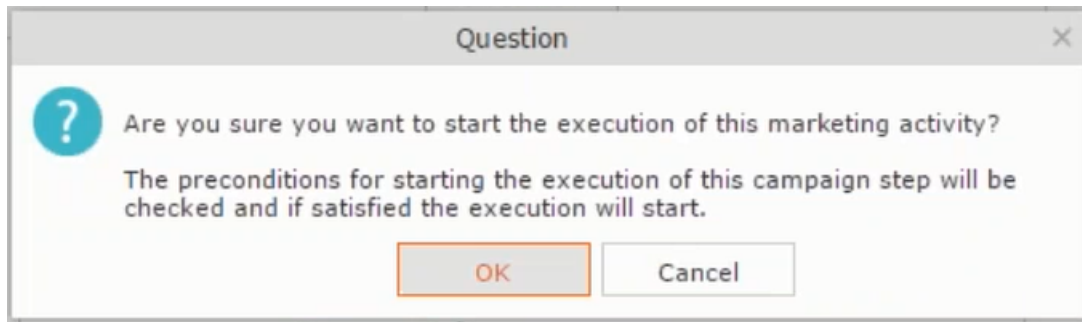 Question
Are you sure you want to start the execution of this marketing activity?
The preconditions for starting the execution of this campaign step will be
checked and if satisfied the execution will start.
OK
Cancel